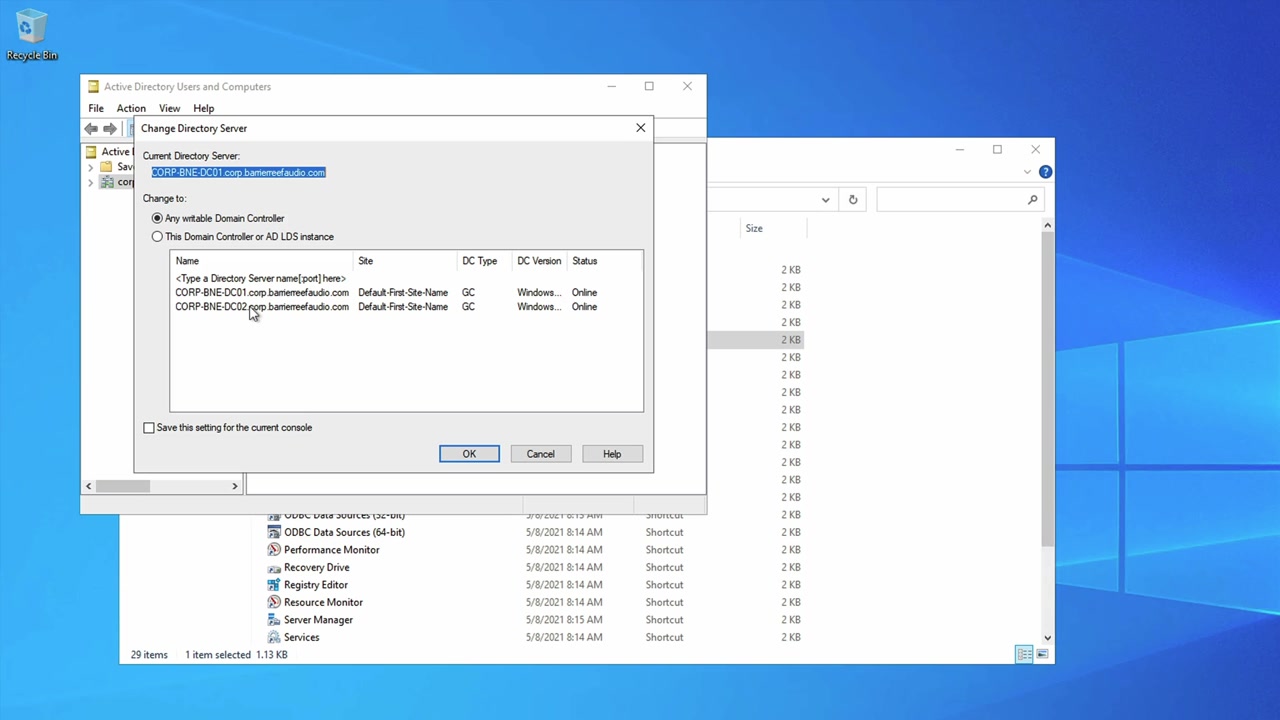 Recycle Bin
Active Directory Users and Computers
File Action View Help
Change Directory Server
Current Directory Server:
CORP-BNE-DC01.corp.barrierreefaudio.com
Change to:
Any writable Domain Controller
This Domain Controller or AD LDS instance
Name Site DC Type DC Version Status
<Type a Directory Server name[:port] here>
CORP-BNE-DC01.corp.barrierreefaudio.com Default-First-Site-Name GC Windows... Online
CORP-BNE-DC02.corp.barrierreefaudio.com Default-First-Site-Name GC Windows... Online
Save this setting for the current console
OK Cancel Help
Active
Sav
corp
Size
2 KB
2 KB
2 KB
2 KB
2 KB
2 KB
2 KB
2 KB
2 KB
2 KB
2 KB
2 KB
2 KB
2 KB
ODBC Data Sources (32-bit) 5/8/2021 8:15 AM Shortcut 2 KB
ODBC Data Sources (64-bit) 5/8/2021 8:14 AM Shortcut 2 KB
Performance Monitor 5/8/2021 8:14 AM Shortcut 2 KB
Recovery Drive 5/8/2021 8:14 AM Shortcut 2 KB
Registry Editor 5/8/2021 8:14 AM Shortcut 2 KB
Resource Monitor 5/8/2021 8:14 AM Shortcut 2 KB
Server Manager 5/8/2021 8:15 AM Shortcut 2 KB
Services 5/8/2021 8:14 AM Shortcut 2 KB
29 items 1 item selected 1.13 KB